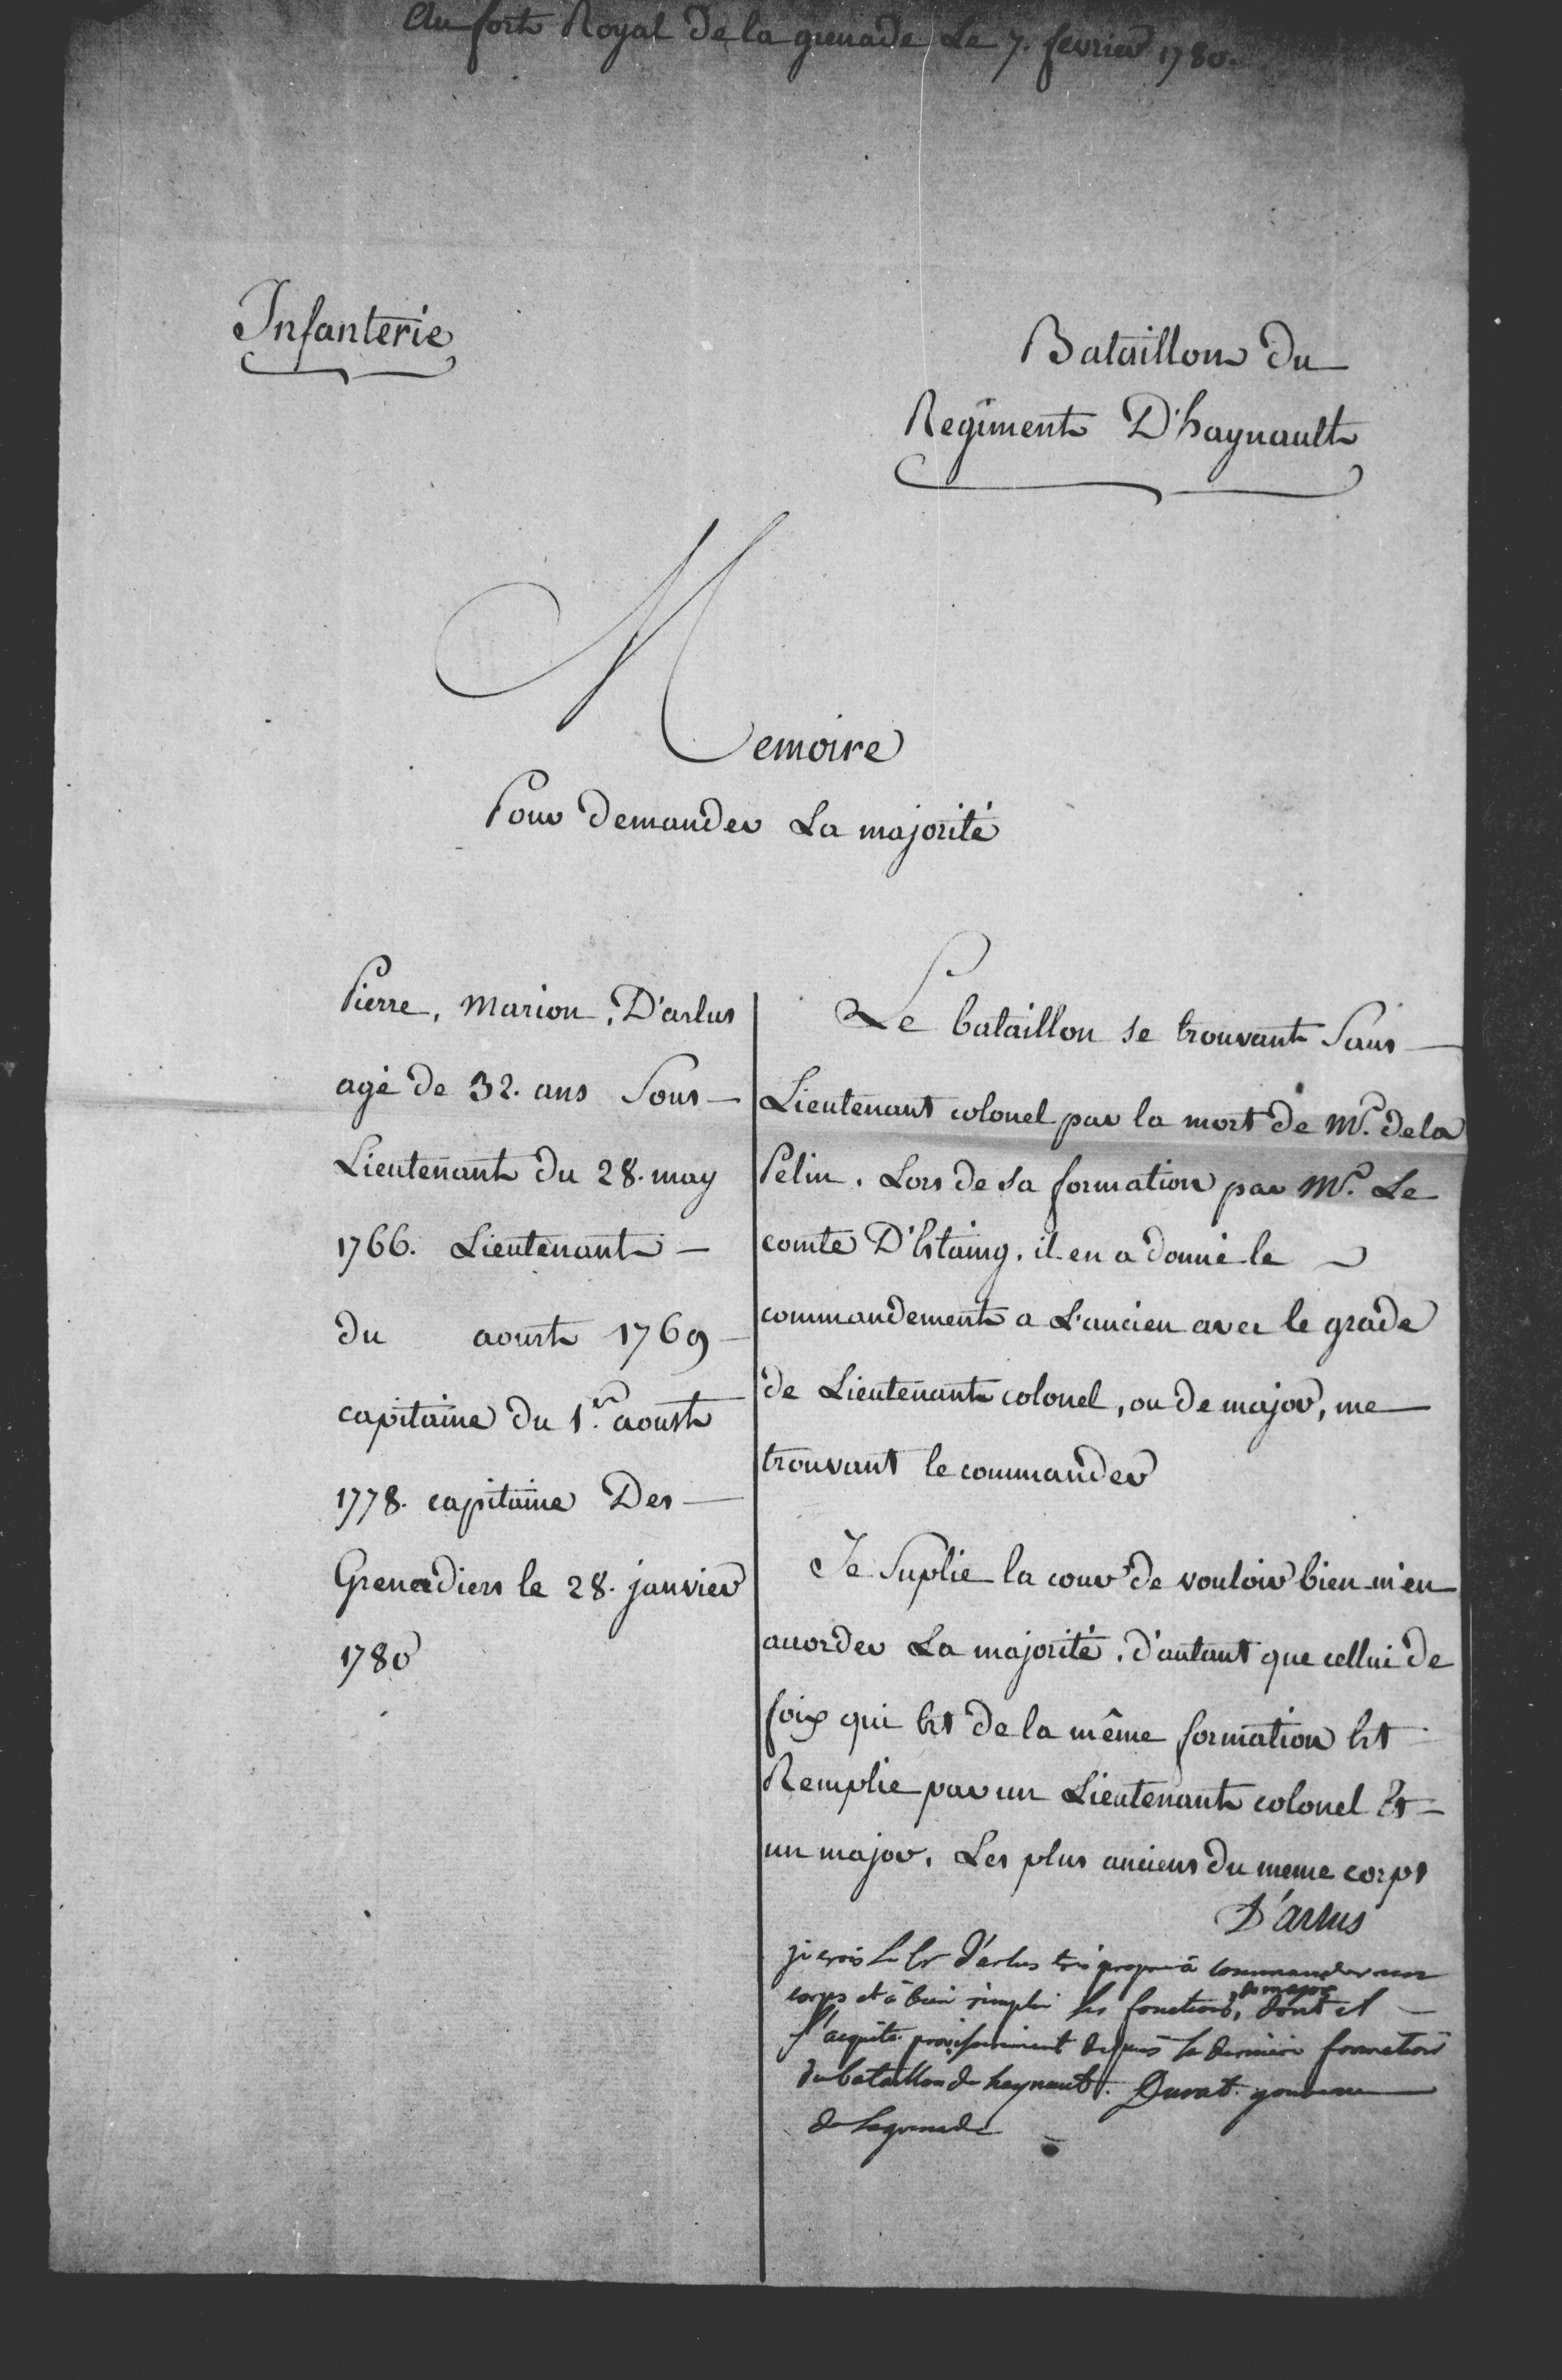 Au fort Royal de la grenade Le 7. fevrier 1780.
Infanterie
Bataillon du
Regiment D'haynault
Memoire
Pour demander La majorité
Pierre, Marion, D'arlus
agé de 32. ans Sous
Lieutenant du 28. may
1766. Lieutenant
du aoust 1769
capitaine du 1er. aoust
1778. capitaine Des
Grenadiers le 28. janvier
1780
Le bataillon se trouvant Sans
Lieutenant colonel par la mort de Mr. de la
Pelin. Lors de sa formation par Mr. Le
comte D'Estaing, il en a donné le
commandement a L'ancien avec le grade
de Lieutenant colonel, ou de major, me
trouvant le commander
Je Suplie la cour de vouloir bien m'en
accorder La majorité, d'autant que cellui de
foix qui Est de la même formation Est
Remplie par un Lieutenant colonel Et
un major, Les plus anciens du meme corps
D'arlus
je crois le Sr d'arlus très propre à commander un
corps et à bien remplir les fonctions, de major dont il
s'acquite provisoirement depuis la derniere formation
du bataillon de haynault. Durat gouverneur
de la grenade